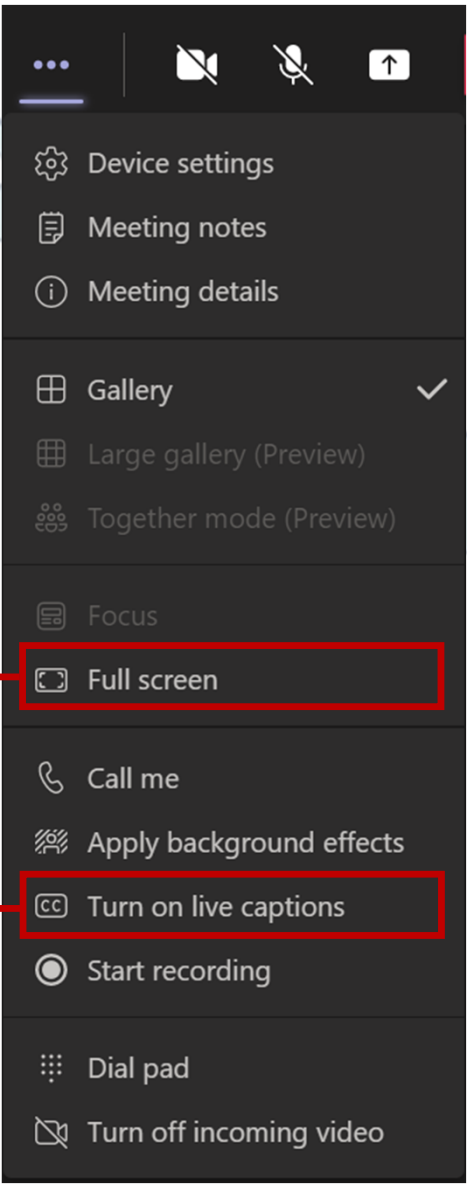 Device settings
Meeting notes
Meeting details
Gallery
Large gallery (Preview)
Together mode (Preview)
Focus
Full screen
Call me
Apply background effects
CC Turn on live captions
Start recording
Dial pad
Turn off incoming video